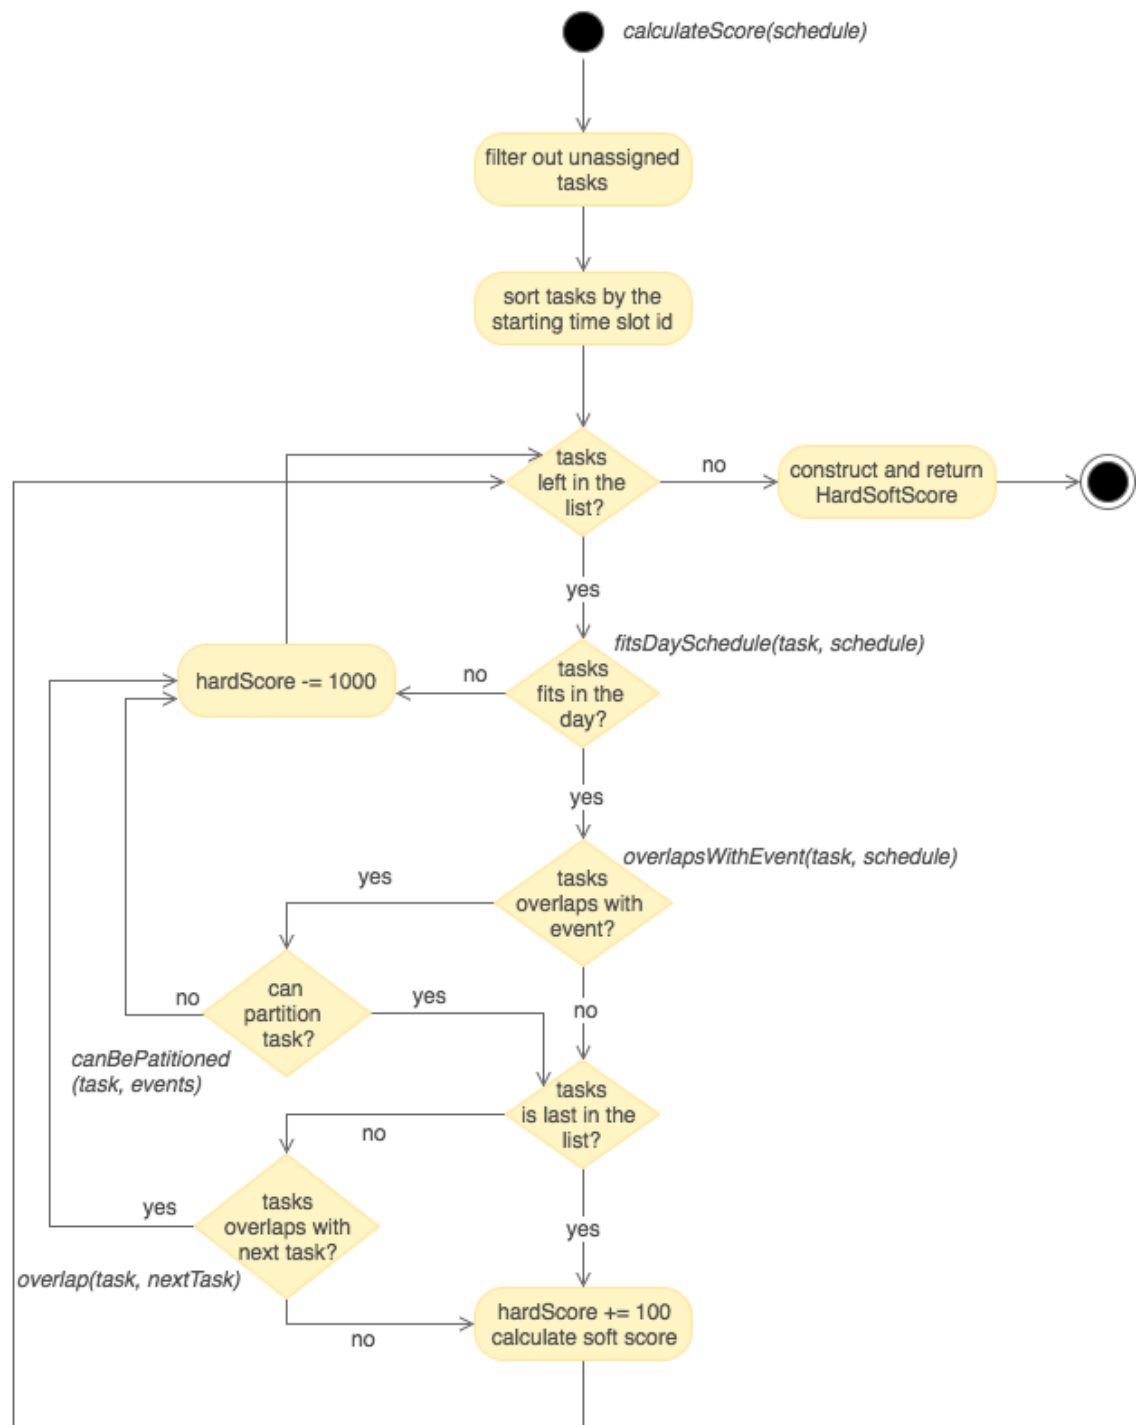 calculateScore(schedule)
filter out unassigned
tasks
sort tasks by the
starting time slot id
tasks
left in the
list?
no
construct and return
HardSoftScore
yes
fitsDaySchedule(task, schedule)
tasks
fits in the
day?
no
hardScore -= 1000
yes
overlapsWithEvent(task, schedule)
tasks
overlaps with
event?
yes
can
partition
task?
no
yes
no
canBePatitioned
(task, events)
tasks
is last in the
list?
no
tasks
overlaps with
next task?
yes
yes
overlap(task, nextTask)
hardScore += 100
calculate soft score
no